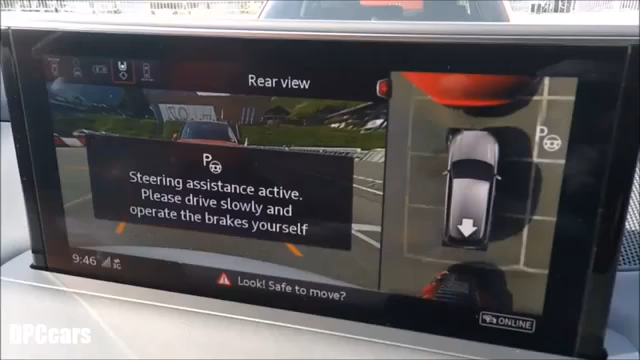 Rear view
P
P
Steering assistance active.
Please drive slowly and
operate the brakes yourself
9:46
Look! Safe to move?
ONLINE
DPCcars